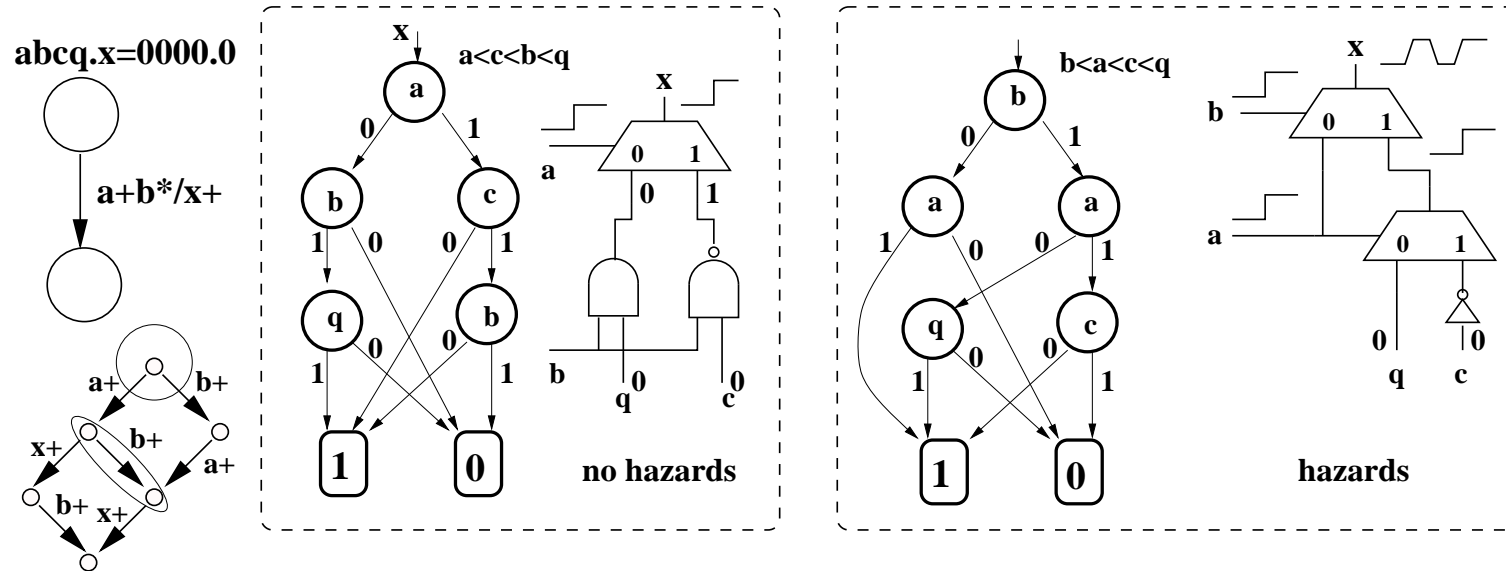 abcq.x=0000.0
a+b*/x+
a+
b+
x+
b+
a+
b+
x+
x
a<c<b<q
a
0
1
b
c
1
0
0
1
q
b
1
0
0
1
1
0
x
a
0
1
0
1
b
q
0
c
0
no hazards
b<a<c<q
b
0
1
a
a
1
0
0
1
q
c
1
0
0
1
1
0
x
b
0
1
a
0
1
0
0
q
c
hazards